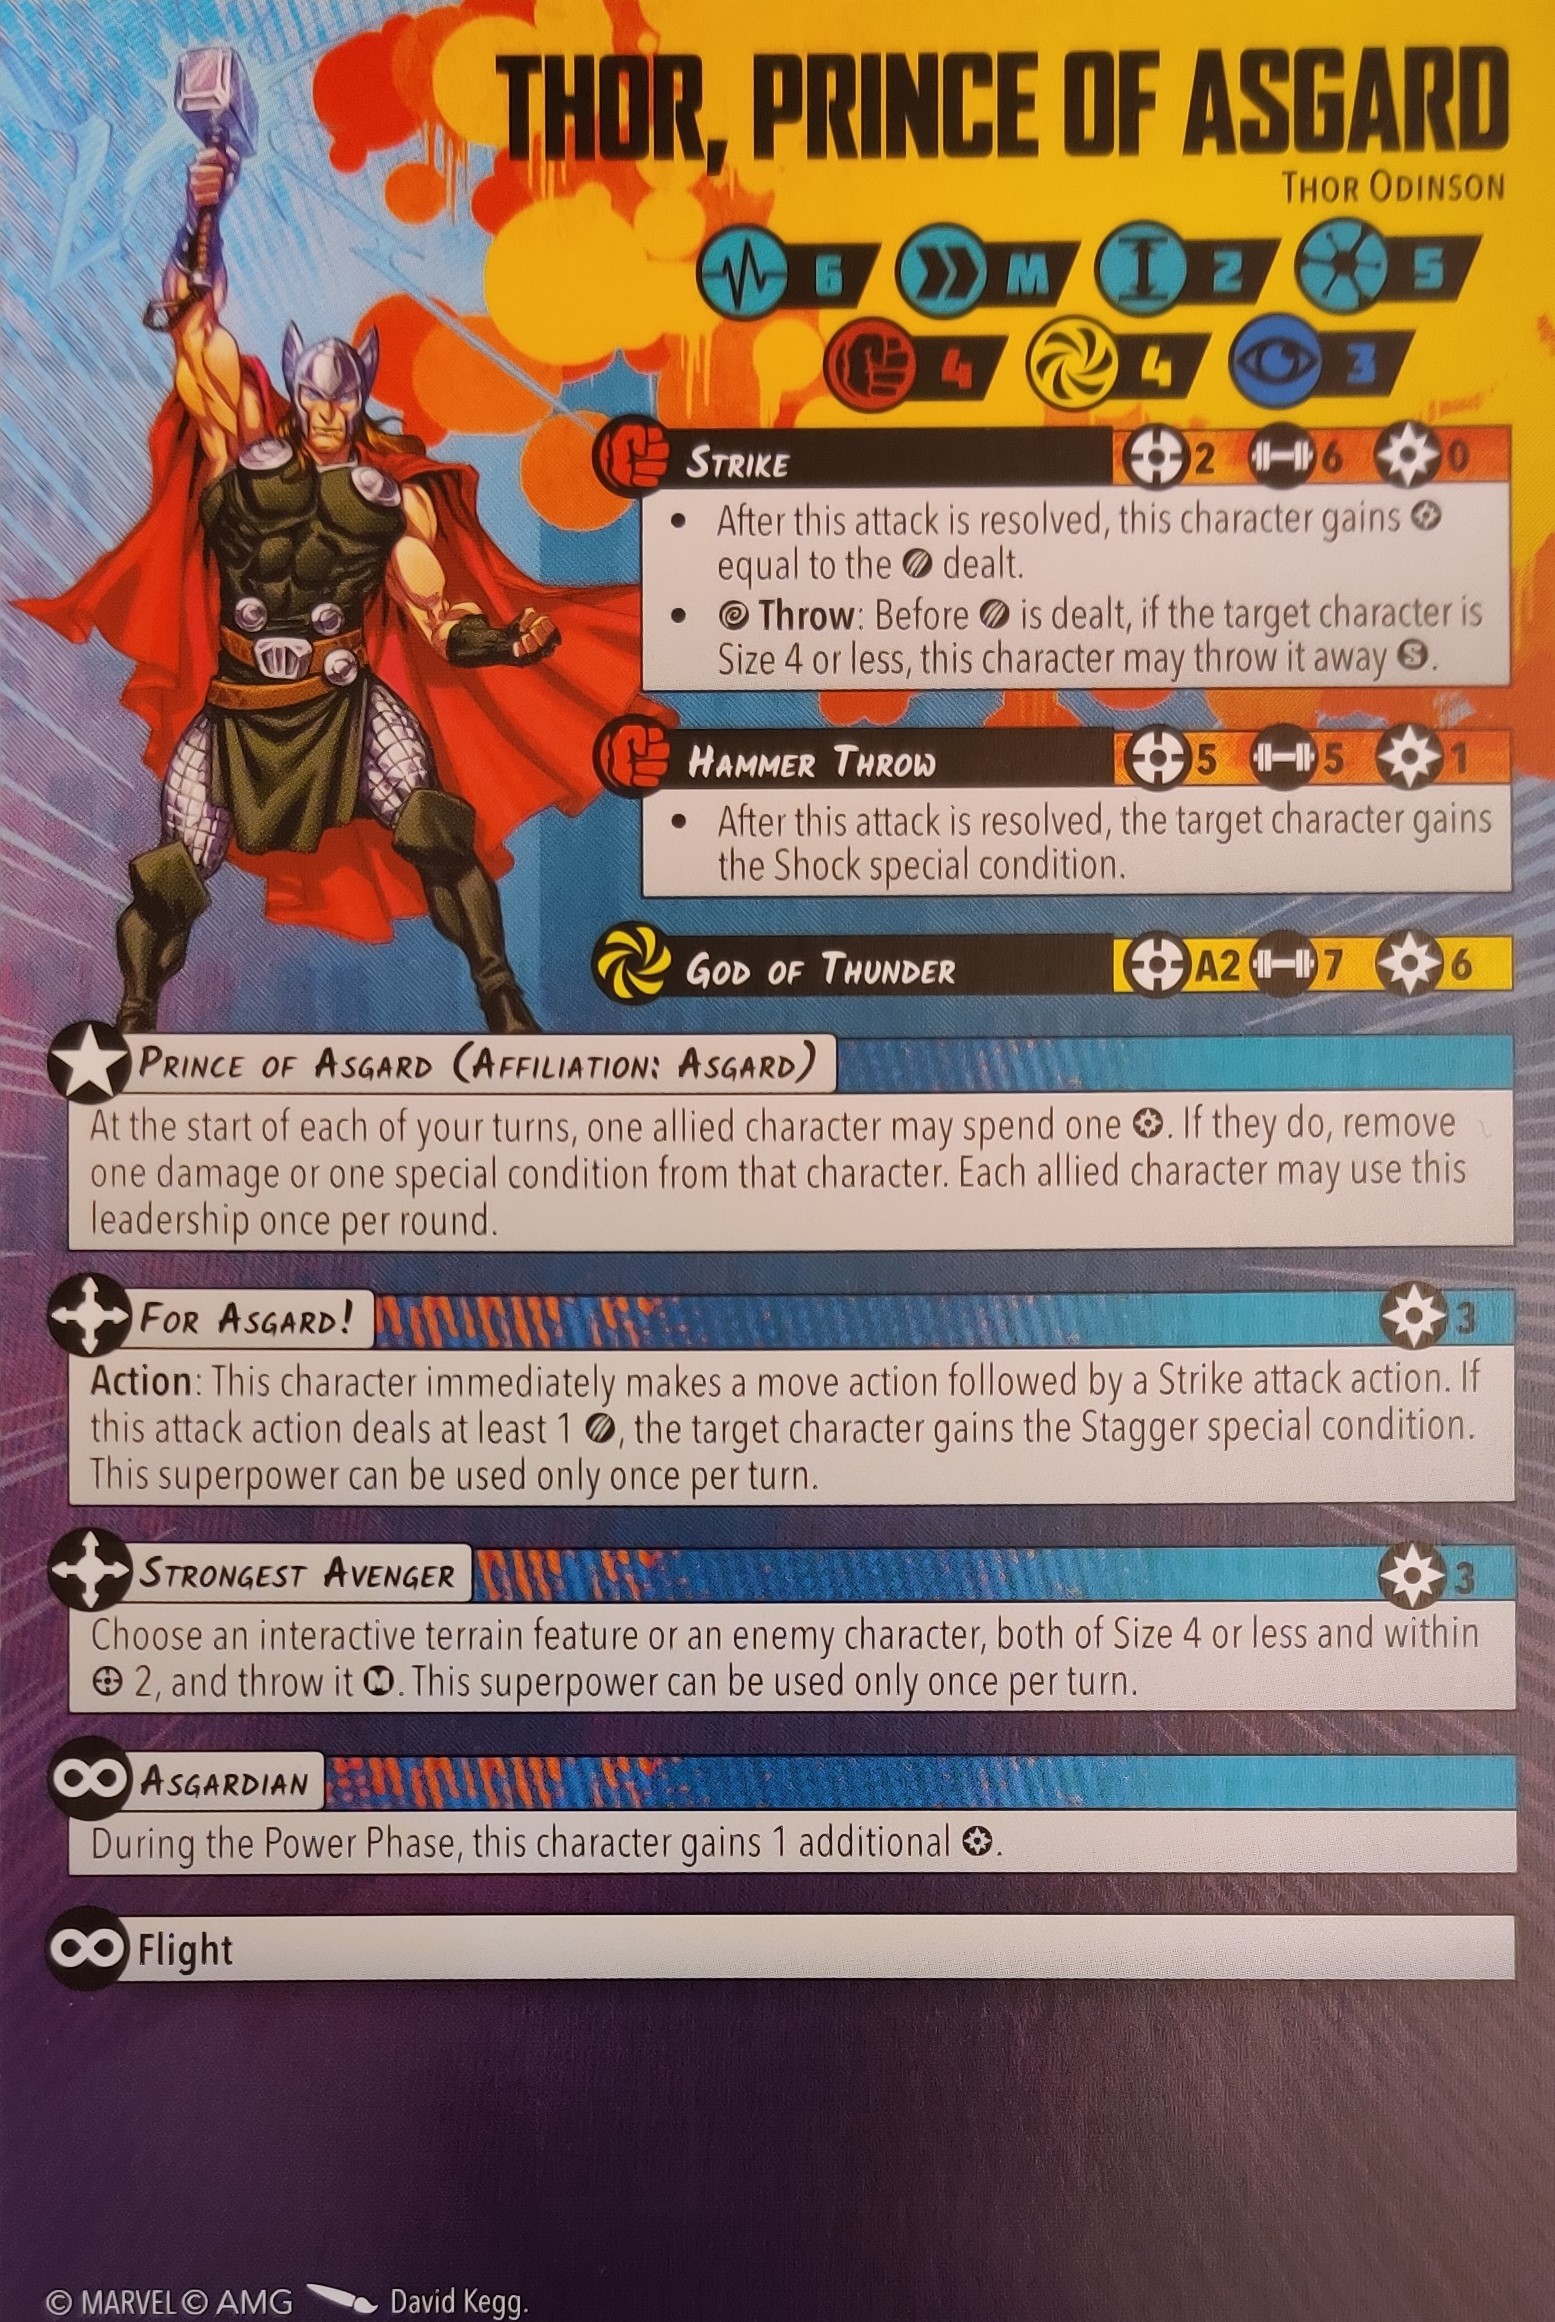 THOR, PRINCE OF ASGARD
THOR ODINSON
6 M 2 5
4 4 3
STRIKE 2 6 0
• After this attack is resolved, this character gains
equal to the dealt.
• Throw: Before is dealt, if the target character is
Size 4 or less, this character may throw it away S.
HAMMER THROW 5 5 1
• After this attack is resolved, the target character gains
the Shock special condition.
GOD OF THUNDER A2 7 6
PRINCE OF ASGARD (AFFILIATION: ASGARD)
At the start of each of your turns, one allied character may spend one . If they do, remove
one damage or one special condition from that character. Each allied character may use this
leadership once per round.
FOR ASGARD! 3
Action: This character immediately makes a move action followed by a Strike attack action. If
this attack action deals at least 1 , the target character gains the Stagger special condition.
This superpower can be used only once per turn.
STRONGEST AVENGER 3
Choose an interactive terrain feature or an enemy character, both of Size 4 or less and within
2, and throw it M. This superpower can be used only once per turn.
ASGARDIAN
During the Power Phase, this character gains 1 additional .
Flight
© MARVEL © AMG David Kegg.